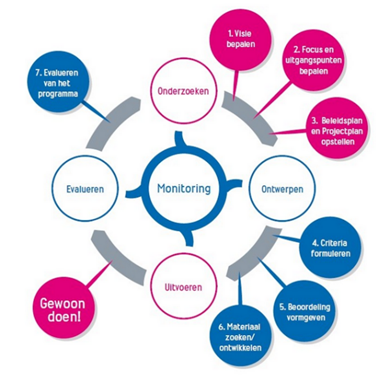 1. Visie
bepalen
2. Focus en
uitgangspunten
bepalen
3. Beleidsplan
en Projectplan
opstellen
7. Evalueren
van het
programma
Onderzoeken
Evalueren
Monitoring
Ontwerpen
Uitvoeren
4. Criteria
formuleren
5. Beoordeling
vormgeven
6. Materiaal
zoeken/
ontwikkelen
Gewoon
doen!